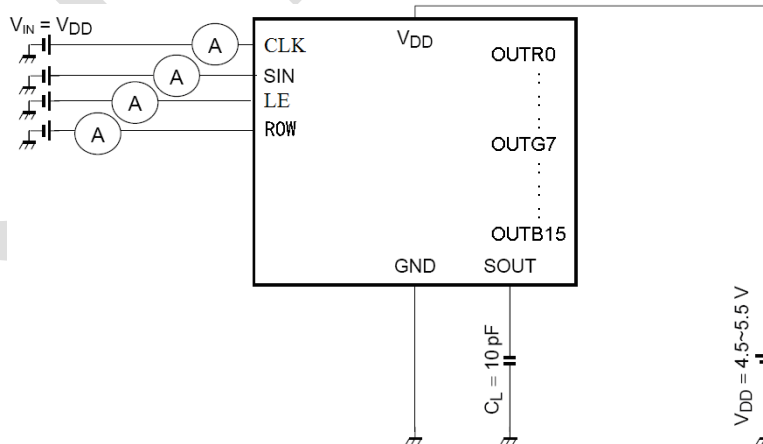 V_IN = V_DD
A
CLK
V_DD
OUTR0
A
SIN
A
LE
A
ROW
OUTG7
OUTB15
GND
SOUT
C_L = 10 pF
V_DD = 4.5~5.5 V